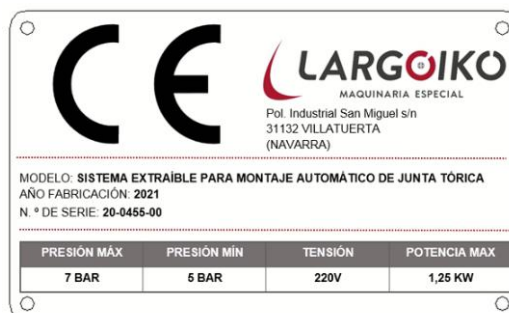 CE
LARGOIKO
MAQUINARIA ESPECIAL
Pol. Industrial San Miguel s/n
31132 VILLATUERTA
(NAVARRA)
MODELO: SISTEMA EXTRAÍBLE PARA MONTAJE AUTOMÁTICO DE JUNTA TÓRICA
AÑO FABRICACIÓN: 2021
N. º DE SERIE: 20-0455-00
PRESIÓN MÁX PRESIÓN MÍN TENSIÓN POTENCIA MAX
7 BAR 5 BAR 220V 1,25 KW